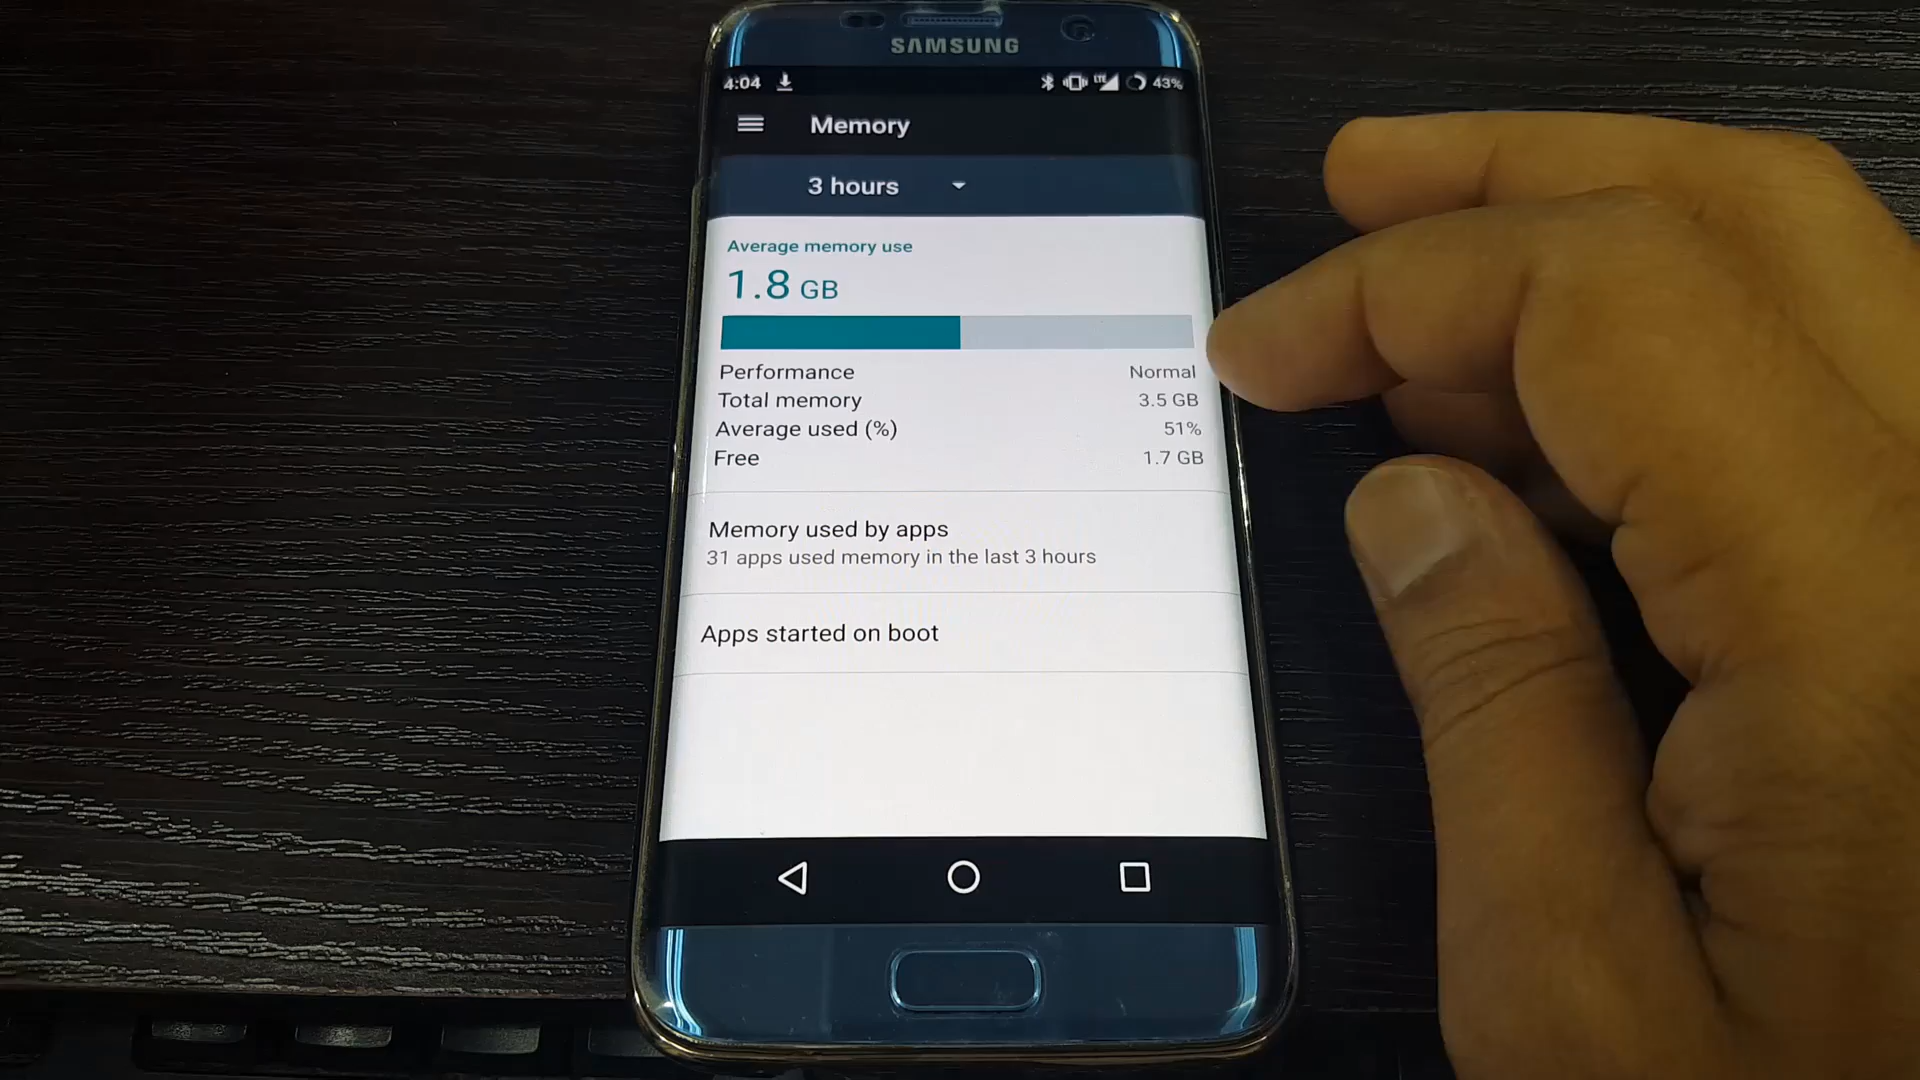 SAMSUNG
4:04 LTE 43%
Memory
3 hours
Average memory use
1.8 GB
Performance Normal
Total memory 3.5 GB
Average used (%) 51%
Free 1.7 GB
Memory used by apps
31 apps used memory in the last 3 hours
Apps started on boot